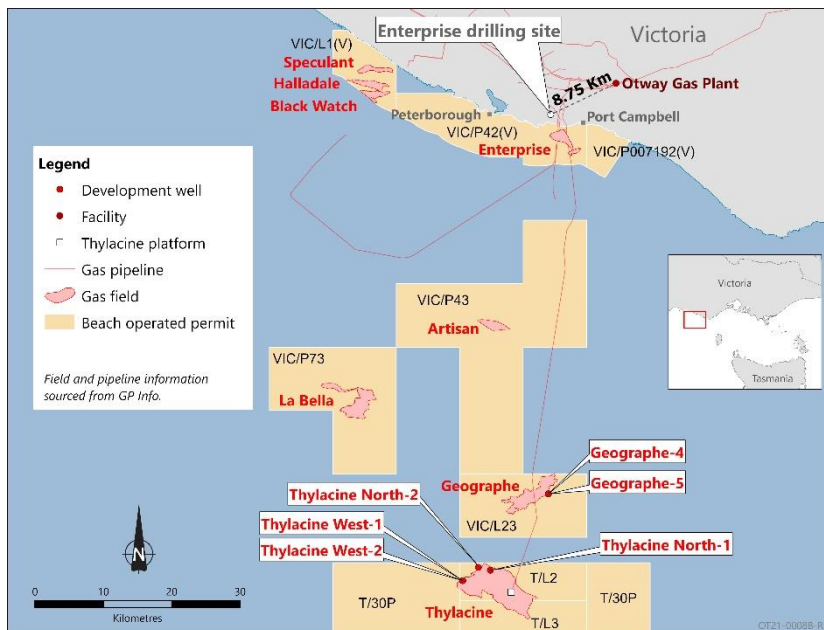 Enterprise drilling site
Victoria
VIC/L1(V)
Speculant
Halladale
Black Watch
8.75 Km
Otway Gas Plant
Peterborough
Port Campbell
VIC/P42(V)
Enterprise
VIC/P007192(V)
Legend
Development well
Facility
Thylacine platform
Gas pipeline
Gas field
Beach operated permit
Field and pipeline information
sourced from GP Info.
VIC/P43
Artisan
Victoria
Tasmania
VIC/P73
La Bella
Geographe
Geographe-4
Geographe-5
VIC/L23
Thylacine North-2
Thylacine West-1
Thylacine West-2
Thylacine North-1
N
T/L2
T/30P
T/30P
Thylacine
T/L3
0 10 20 30
Kilometres
OT21-0008B-R